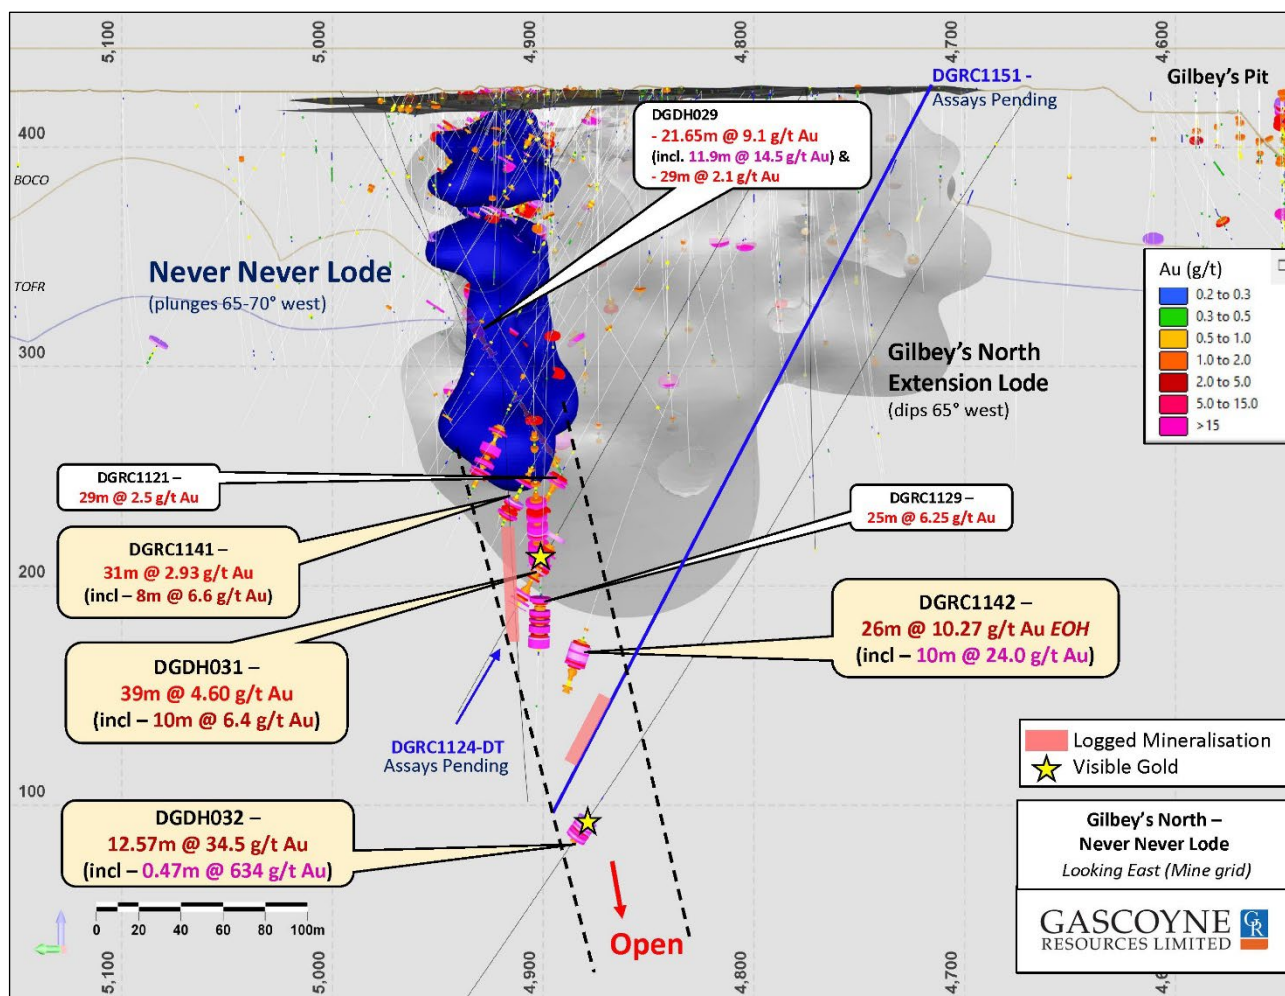 5,100
5,000
4,900
4,800
4,700
4,600
DGRC1151 -
Assays Pending
Gilbey's Pit
400
BOCO
DGDH029
- 21.65m @ 9.1 g/t Au
(incl. 11.9m @ 14.5 g/t Au) &
- 29m @ 2.1 g/t Au
Never Never Lode
(plunges 65-70° west)
TOFR
300
Gilbey's North
Extension Lode
(dips 65° west)
Au (g/t)
0.2 to 0.3
0.3 to 0.5
0.5 to 1.0
1.0 to 2.0
2.0 to 5.0
5.0 to 15.0
>15
DGRC1121 –
29m @ 2.5 g/t Au
DGRC1129 –
25m @ 6.25 g/t Au
DGRC1141 –
31m @ 2.93 g/t Au
(incl – 8m @ 6.6 g/t Au)
200
DGRC1142 –
26m @ 10.27 g/t Au EOH
(incl – 10m @ 24.0 g/t Au)
DGDH031 –
39m @ 4.60 g/t Au
(incl – 10m @ 6.4 g/t Au)
DGRC1124-DT
Assays Pending
Logged Mineralisation
Visible Gold
100
DGDH032 –
12.57m @ 34.5 g/t Au
(incl – 0.47m @ 634 g/t Au)
Gilbey's North –
Never Never Lode
Looking East (Mine grid)
0 20 40 60 80 100m
Open
GASCOYNE
RESOURCES LIMITED
GR
5,100
5,000
4,900
4,800
4,700